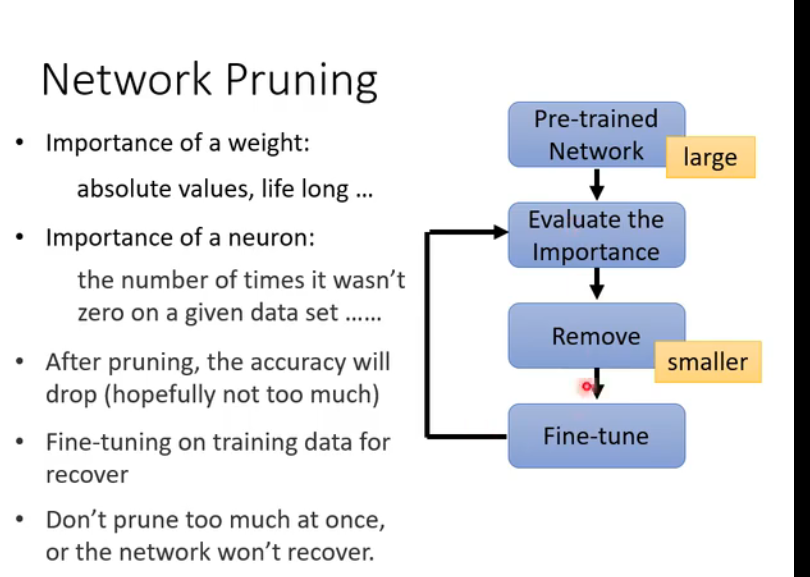 Network Pruning
• Importance of a weight:
absolute values, life long ...
• Importance of a neuron:
the number of times it wasn't
zero on a given data set ......
• After pruning, the accuracy will
drop (hopefully not too much)
• Fine-tuning on training data for
recover
• Don't prune too much at once,
or the network won't recover.
Pre-trained
Network
large
Evaluate the
Importance
Remove
smaller
Fine-tune